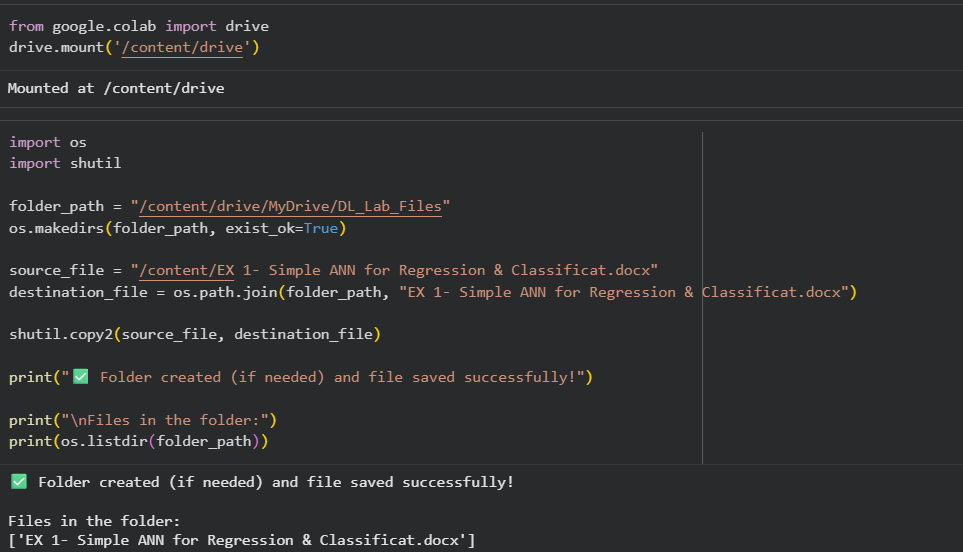 from google.colab import drive
drive.mount('/content/drive')
Mounted at /content/drive
import os
import shutil
folder_path = "/content/drive/MyDrive/DL_Lab_Files"
os.makedirs(folder_path, exist_ok=True)
source_file = "/content/EX 1- Simple ANN for Regression & Classificat.docx"
destination_file = os.path.join(folder_path, "EX 1- Simple ANN for Regression & Classificat.docx")
shutil.copy2(source_file, destination_file)
print("✅ Folder created (if needed) and file saved successfully!")
print("\nFiles in the folder:")
print(os.listdir(folder_path))
✅ Folder created (if needed) and file saved successfully!
Files in the folder:
['EX 1- Simple ANN for Regression & Classificat.docx']